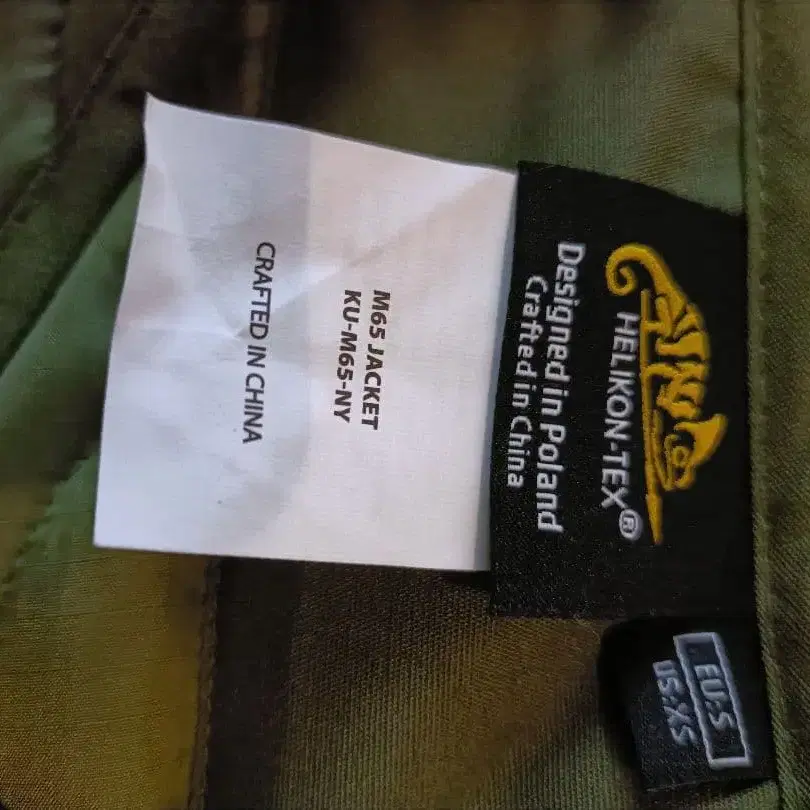 HELIKON-TEX®
Designed in Poland
Crafted in China
M65 JACKET
KU-M65-NY
CRAFTED IN CHINA
EU:S
US:XS